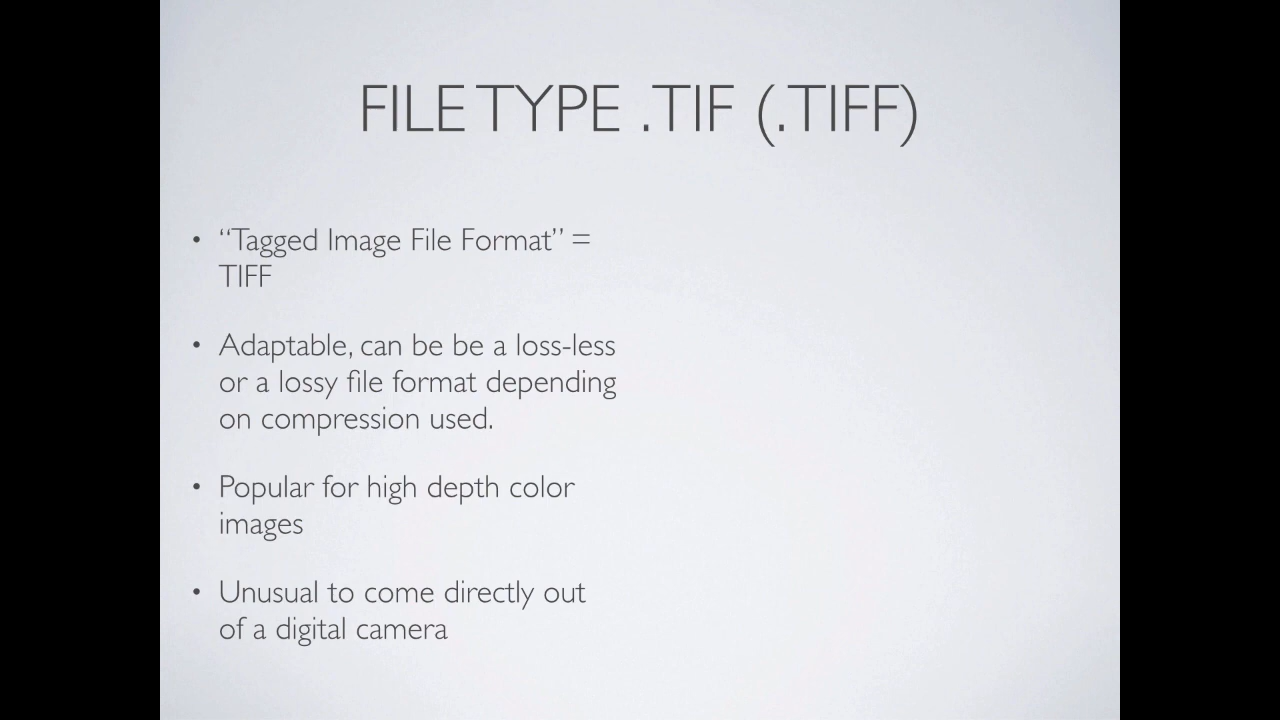 FILE TYPE .TIF (.TIFF)
• “Tagged Image File Format” =
TIFF
• Adaptable, can be be a loss-less
or a lossy file format depending
on compression used.
• Popular for high depth color
images
• Unusual to come directly out
of a digital camera